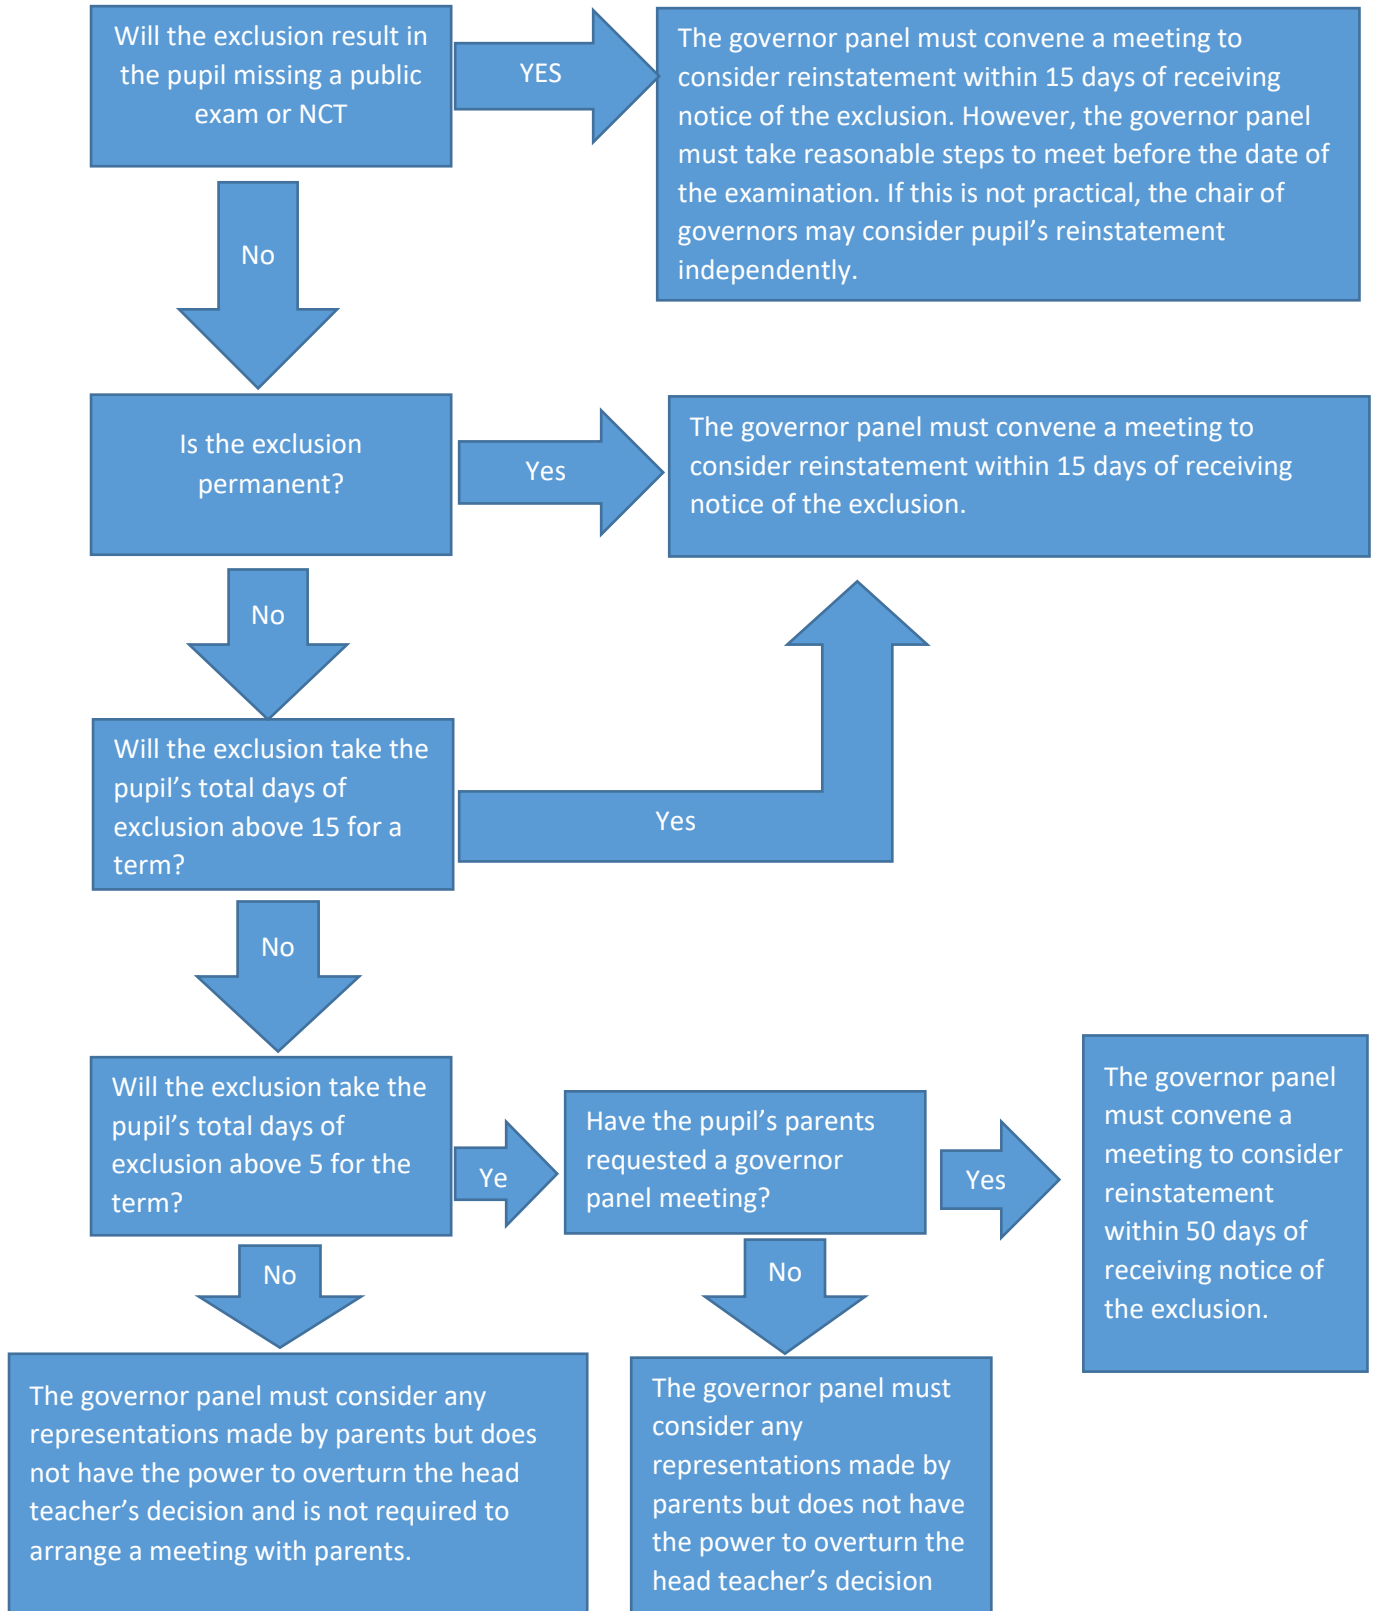 Will the exclusion result in
the pupil missing a public
exam or NCT
YES
The governor panel must convene a meeting to
consider reinstatement within 15 days of receiving
notice of the exclusion. However, the governor panel
must take reasonable steps to meet before the date of
the examination. If this is not practical, the chair of
governors may consider pupil’s reinstatement
independently.
No
Is the exclusion
permanent?
Yes
The governor panel must convene a meeting to
consider reinstatement within 15 days of receiving
notice of the exclusion.
No
Will the exclusion take the
pupil’s total days of
exclusion above 15 for a
term?
Yes
No
Will the exclusion take the
pupil’s total days of
exclusion above 5 for the
term?
Ye
Have the pupil’s parents
requested a governor
panel meeting?
Yes
The governor panel
must convene a
meeting to consider
reinstatement
within 50 days of
receiving notice of
the exclusion.
No
No
The governor panel must consider any
representations made by parents but does
not have the power to overturn the head
teacher’s decision and is not required to
arrange a meeting with parents.
The governor panel must
consider any
representations made by
parents but does not have
the power to overturn the
head teacher’s decision